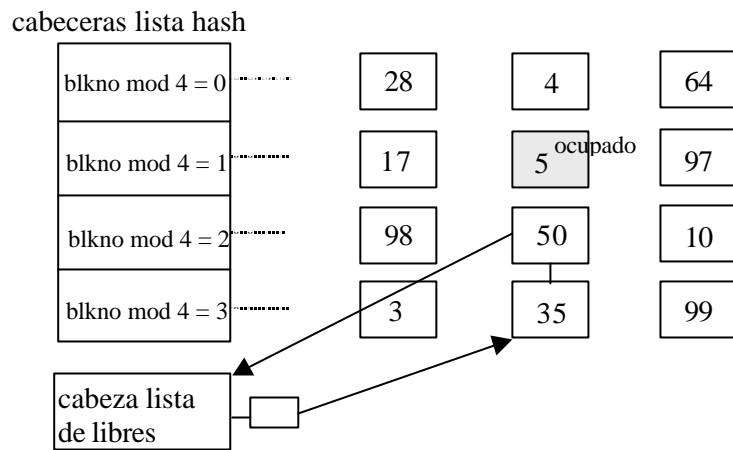 cabeceras lista hash
blkno mod 4 = 0
28
4
64
blkno mod 4 = 1
17
5
ocupado
97
blkno mod 4 = 2
98
50
10
blkno mod 4 = 3
3
35
99
cabeza lista
de libres